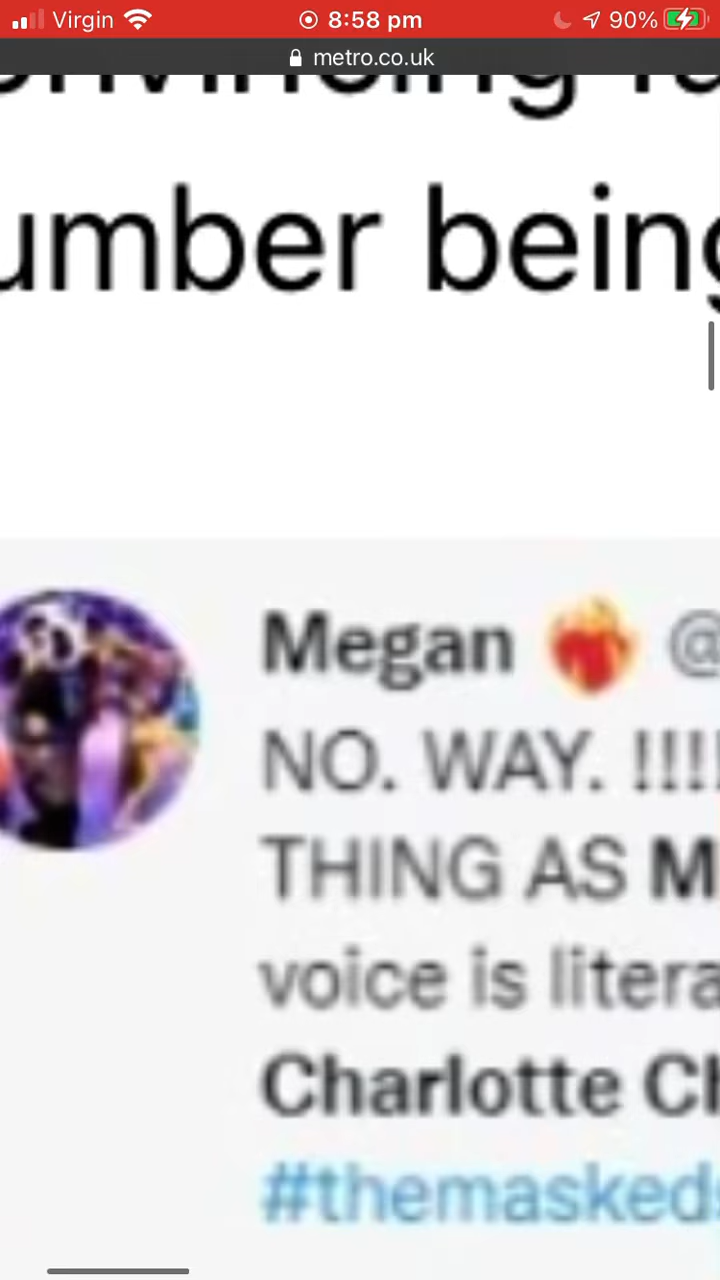 Virgin 8:58 pm 90%
metro.co.uk
umber being
Megan ❤️‍🔥 @
NO. WAY. !!!!
THING AS M
voice is litera
Charlotte Ch
#themaskeds